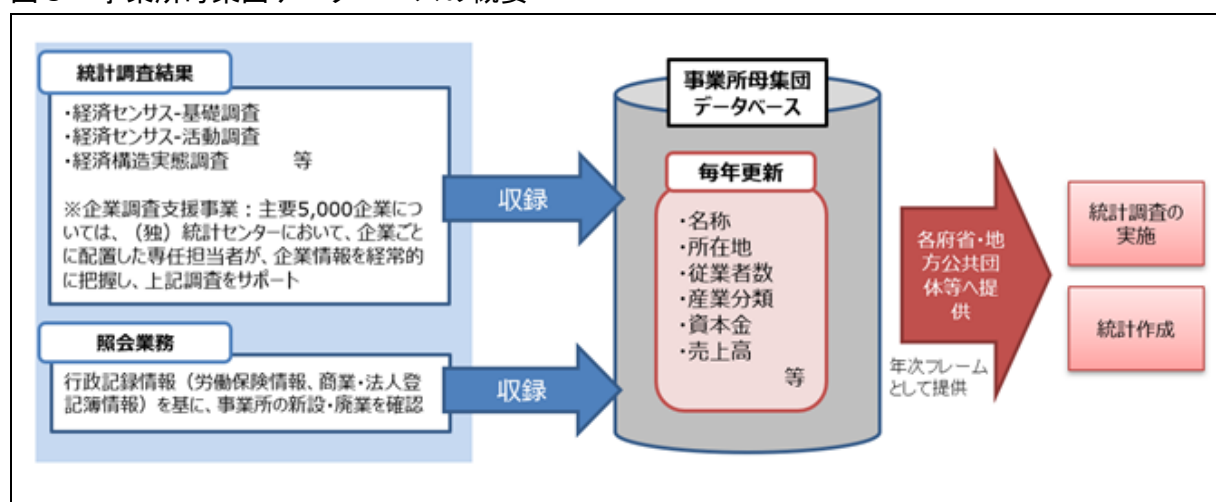 統計調査結果
・経済センサス-基礎調査
・経済センサス-活動調査
・経済構造実態調査 等
※企業調査支援事業：主要5,000企業につ
いては、（独）統計センターにおいて、企業ごと
に配置した専任担当者が、企業情報を経常的
に把握し、上記調査をサポート
照会業務
行政記録情報（労働保険情報、商業・法人登
記簿情報）を基に、事業所の新設・廃業を確認
収録
収録
事業所母集団
データベース
毎年更新
・名称
・所在地
・従業者数
・産業分類
・資本金
・売上高
等
各府省・地
方公共団
体等へ提
供
年次フレーム
として提供
統計調査の
実施
統計作成